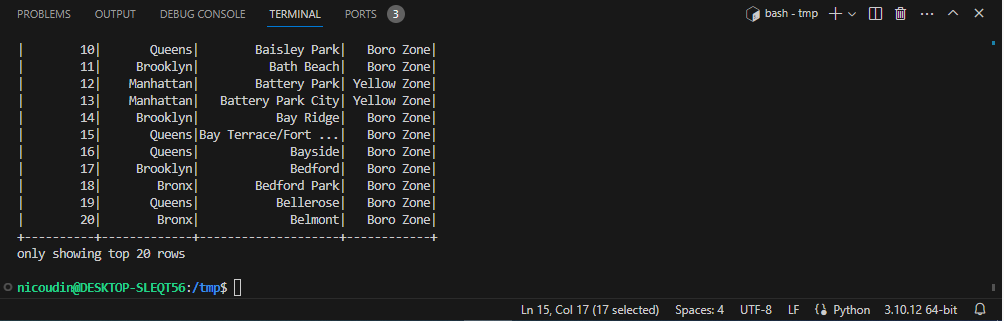 PROBLEMS OUTPUT DEBUG CONSOLE TERMINAL PORTS 3 bash - tmp
| 10| Queens| Baisley Park| Boro Zone|
| 11| Brooklyn| Bath Beach| Boro Zone|
| 12| Manhattan| Battery Park| Yellow Zone|
| 13| Manhattan| Battery Park City| Yellow Zone|
| 14| Brooklyn| Bay Ridge| Boro Zone|
| 15| Queens|Bay Terrace/Fort ...| Boro Zone|
| 16| Queens| Bayside| Boro Zone|
| 17| Brooklyn| Bedford| Boro Zone|
| 18| Bronx| Bedford Park| Boro Zone|
| 19| Queens| Bellerose| Boro Zone|
| 20| Bronx| Belmont| Boro Zone|
+----------+-------------+--------------------+------------+
only showing top 20 rows
nicoudin@DESKTOP-SLEQT56:/tmp$
Ln 15, Col 17 (17 selected) Spaces: 4 UTF-8 LF Python 3.10.12 64-bit